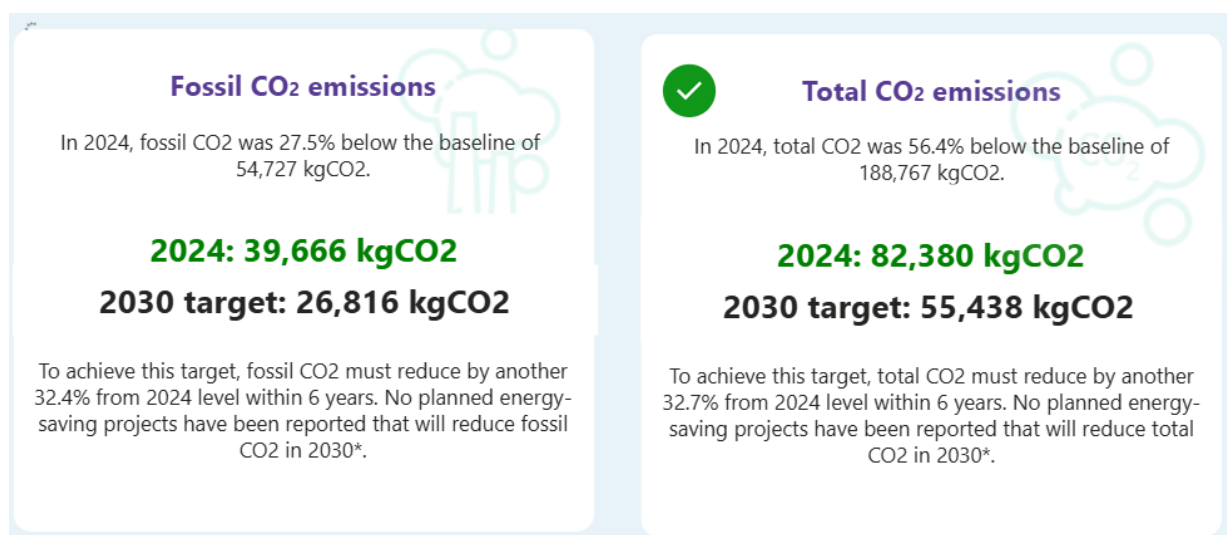 Fossil CO2 emissions
In 2024, fossil CO2 was 27.5% below the baseline of
54,727 kgCO2.
2024: 39,666 kgCO2
2030 target: 26,816 kgCO2
To achieve this target, fossil CO2 must reduce by another
32.4% from 2024 level within 6 years. No planned energy-
saving projects have been reported that will reduce fossil
CO2 in 2030*.
Total CO2 emissions
CO2
In 2024, total CO2 was 56.4% below the baseline of
188,767 kgCO2.
2024: 82,380 kgCO2
2030 target: 55,438 kgCO2
To achieve this target, total CO2 must reduce by another
32.7% from 2024 level within 6 years. No planned energy-
saving projects have been reported that will reduce total
CO2 in 2030*.